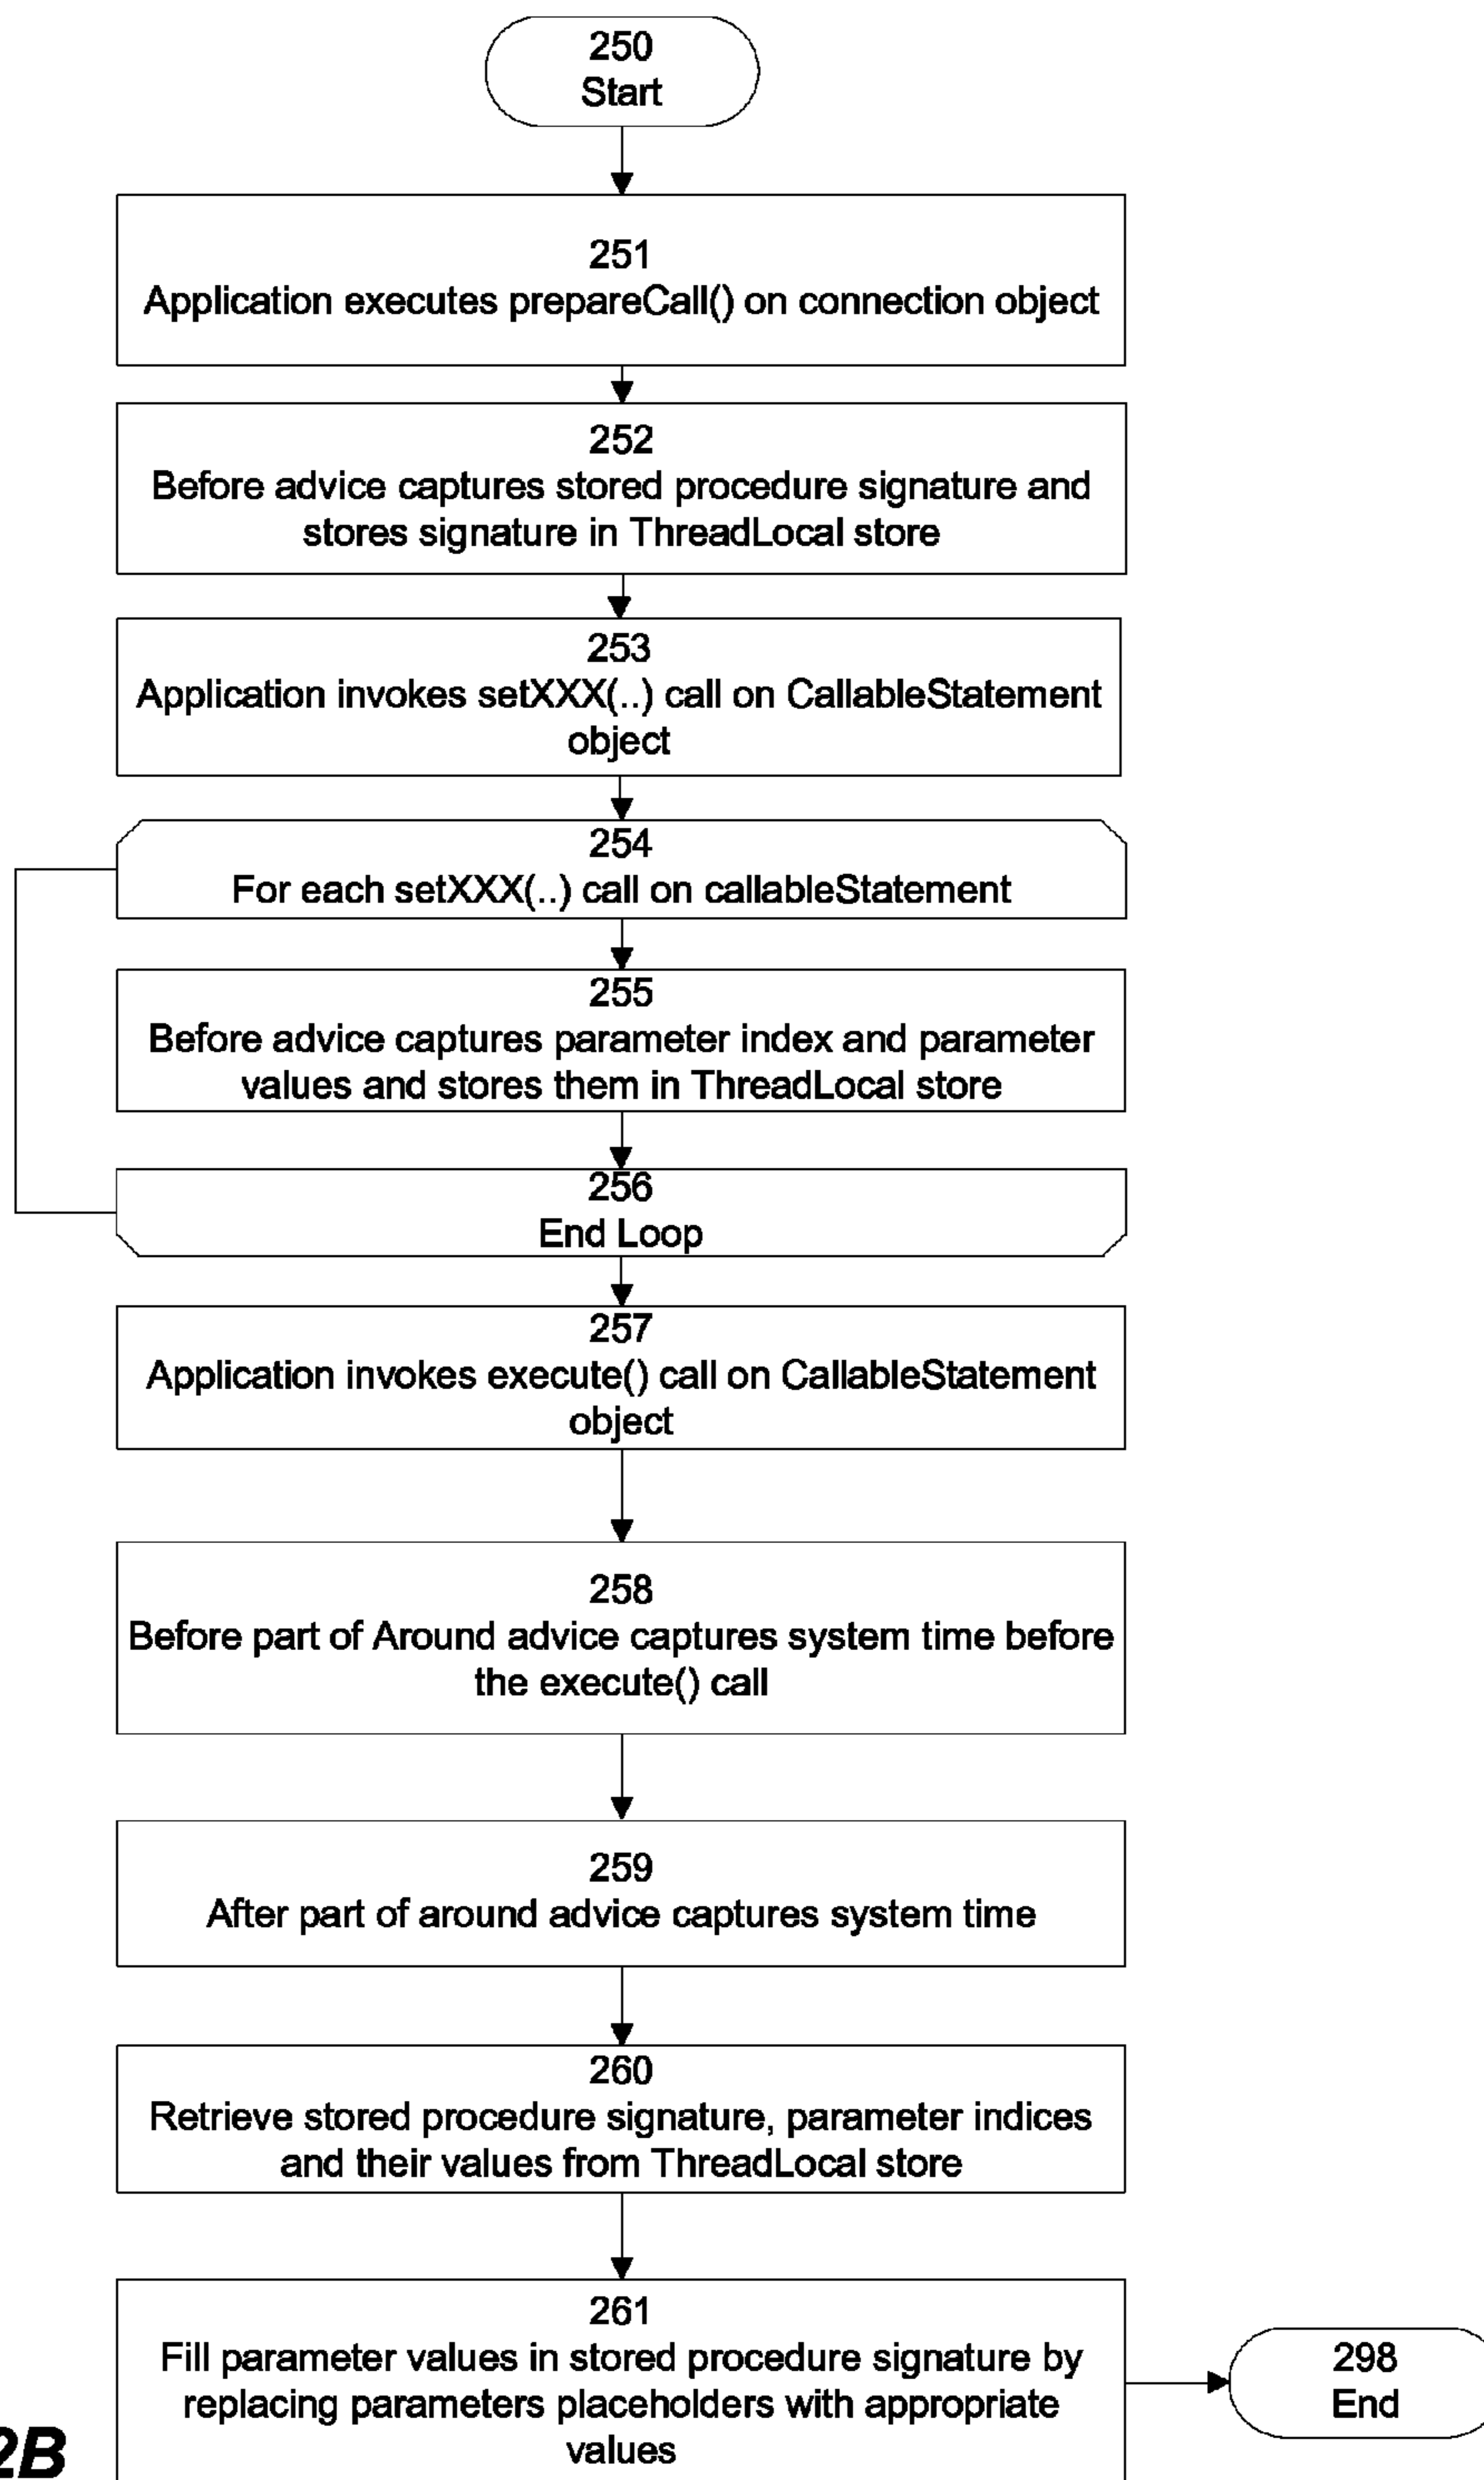 250
Start
251
Application executes prepareCall() on connection object
252
Before advice captures stored procedure signature and
stores signature in ThreadLocal store
253
Application invokes setXXX(..) call on CallableStatement
object
254
For each setXXX(..) call on callableStatement
255
Before advice captures parameter index and parameter
values and stores them in ThreadLocal store
256
End Loop
257
Application invokes execute() call on CallableStatement
object
258
Before part of Around advice captures system time before
the execute() call
259
After part of around advice captures system time
260
Retrieve stored procedure signature, parameter indices
and their values from ThreadLocal store
261
Fill parameter values in stored procedure signature by
replacing parameters placeholders with appropriate
values
298
End
2B